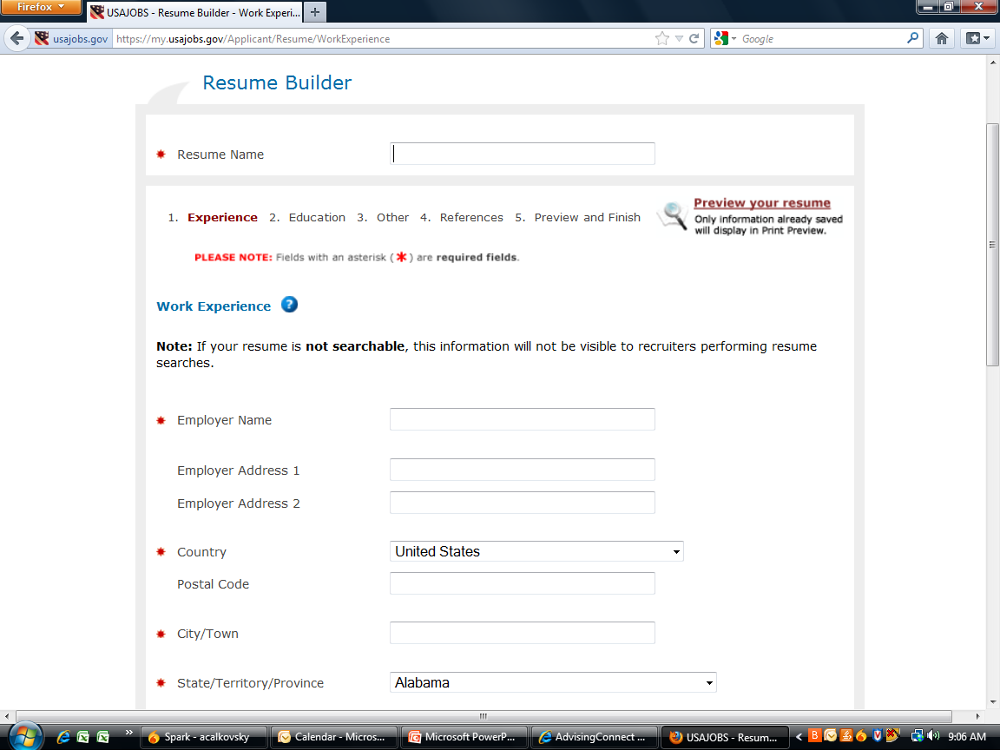 Firefox
USAJOBS - Resume Builder - Work Experi...
usajobs.gov
https://my.usajobs.gov/Applicant/Resume/WorkExperience
Google
Resume Builder
Resume Name
1. Experience 2. Education 3. Other 4. References 5. Preview and Finish
Preview your resume
Only information already saved
will display in Print Preview.
PLEASE NOTE: Fields with an asterisk ( * ) are required fields.
Work Experience ?
Note: If your resume is not searchable, this information will not be visible to recruiters performing resume
searches.
Employer Name
Employer Address 1
Employer Address 2
Country
United States
Postal Code
City/Town
State/Territory/Province
Alabama
Spark - acalkovsky
Calendar - Micros...
Microsoft PowerP...
AdvisingConnect ...
USAJOBS - Resum...
9:06 AM